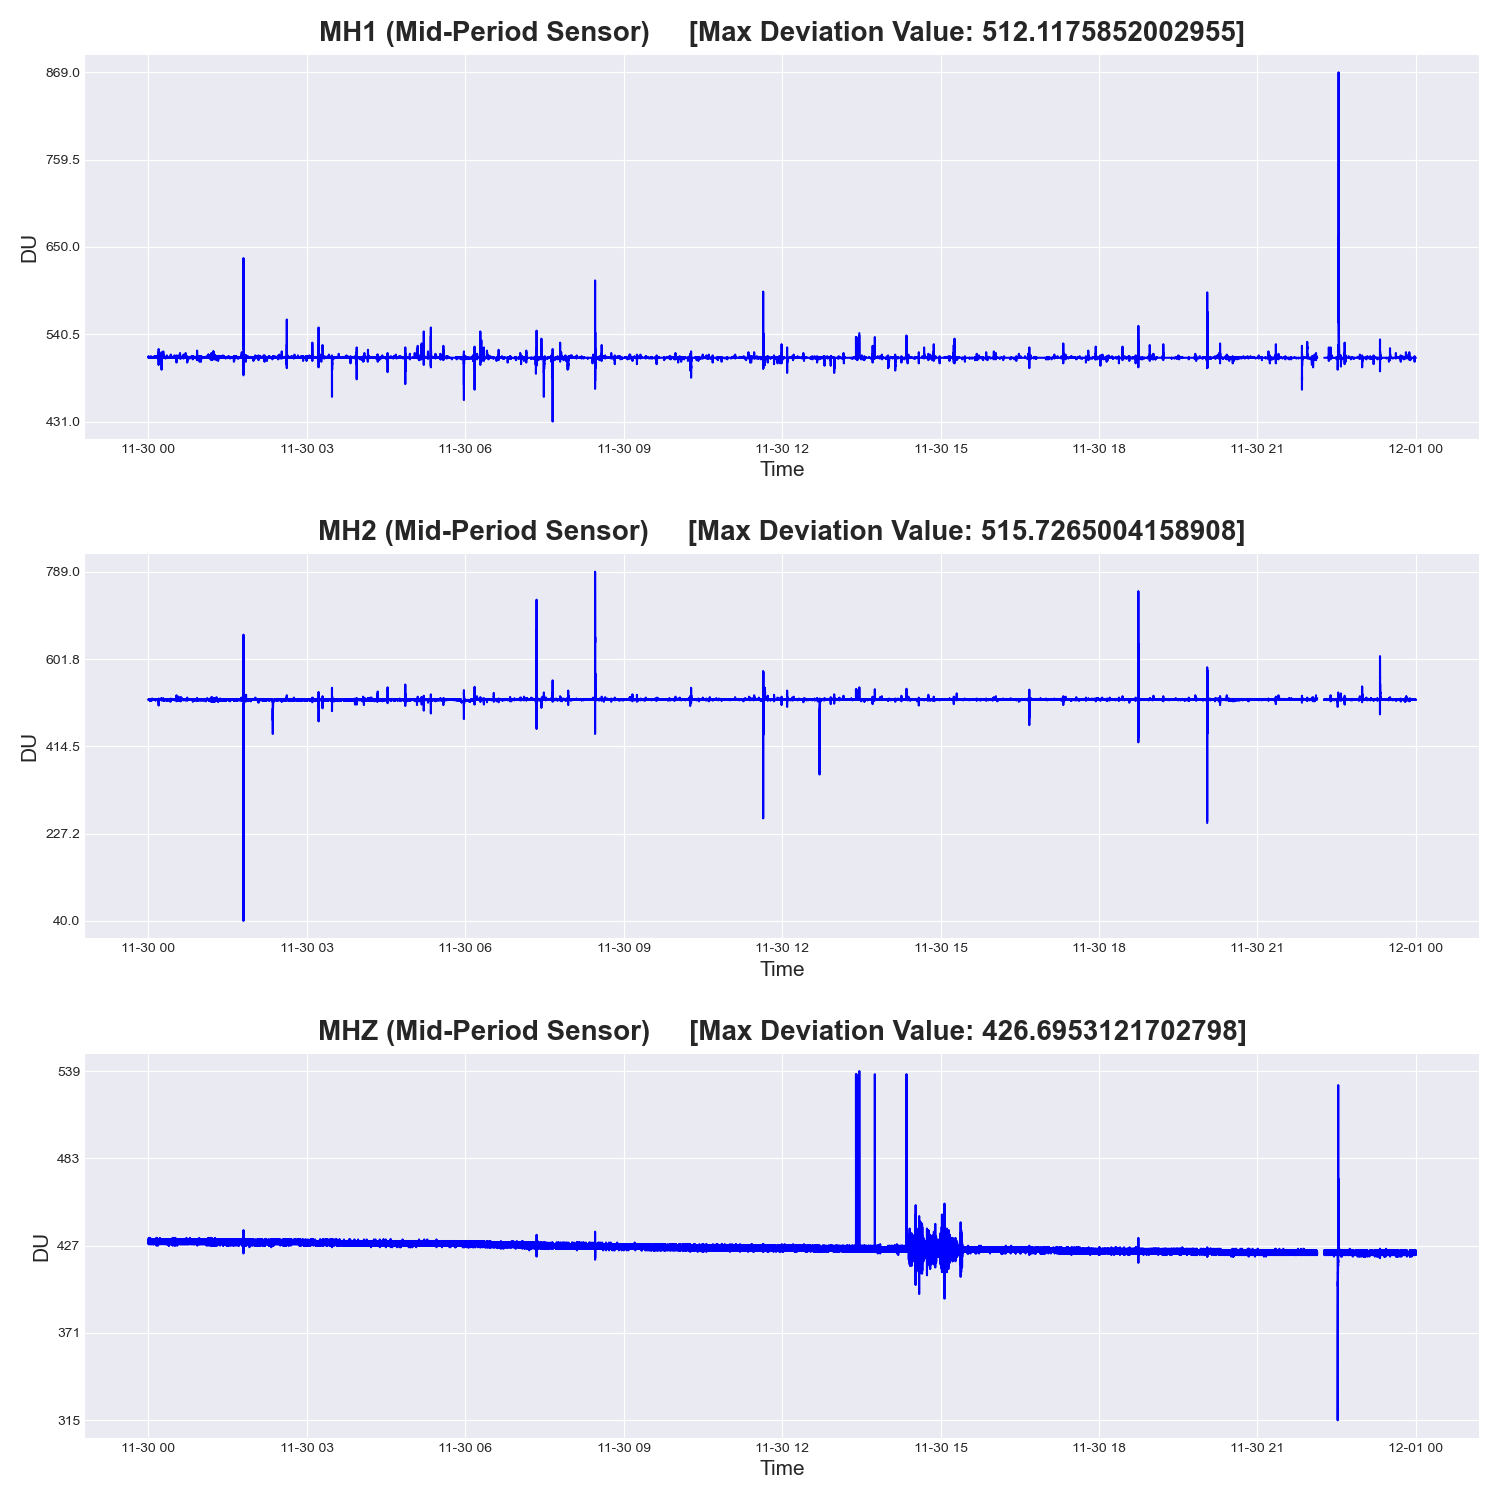 MH1 (Mid-Period Sensor) [Max Deviation Value: 512.1175852002955]
869.0
759.5
650.0
540.5
431.0
DU
11-30 00 11-30 03 11-30 06 11-30 09 11-30 12 11-30 15 11-30 18 11-30 21 12-01 00
Time
MH2 (Mid-Period Sensor) [Max Deviation Value: 515.7265004158908]
789.0
601.8
414.5
227.2
40.0
DU
11-30 00 11-30 03 11-30 06 11-30 09 11-30 12 11-30 15 11-30 18 11-30 21 12-01 00
Time
MHZ (Mid-Period Sensor) [Max Deviation Value: 426.6953121702798]
539
483
427
371
315
DU
11-30 00 11-30 03 11-30 06 11-30 09 11-30 12 11-30 15 11-30 18 11-30 21 12-01 00
Time